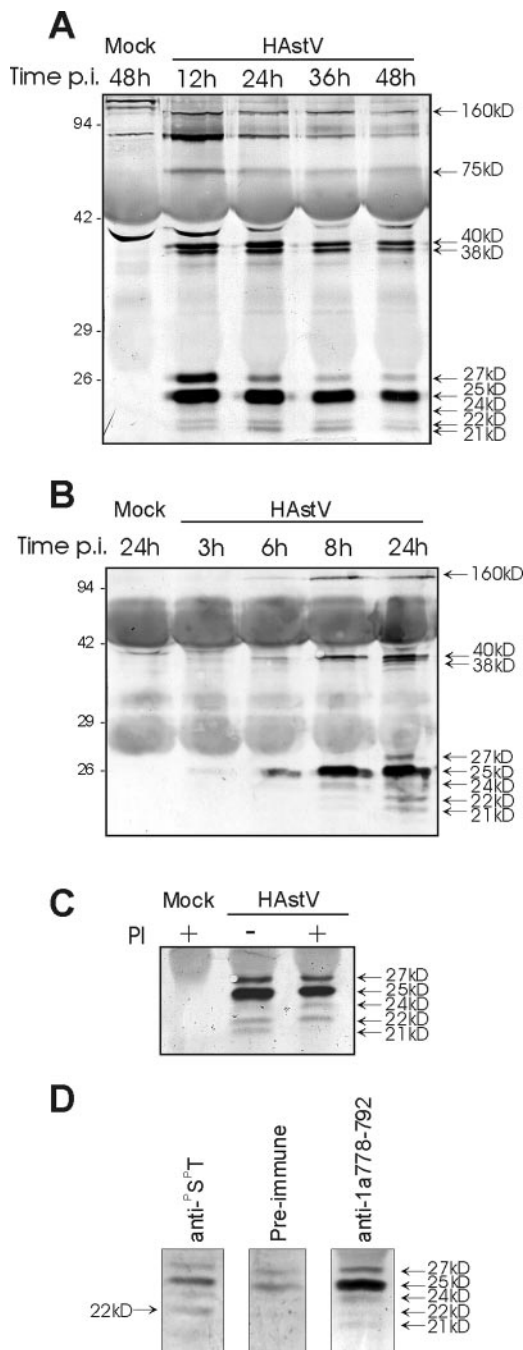 A
Mock HAstV
Time p.i. 48h 12h 24h 36h 48h
94 -
42 -
29 -
26 -
160kD
75kD
40kD
38kD
27kD
25kD
24kD
22kD
21kD
B
Mock HAstV
Time p.i. 24h 3h 6h 8h 24h
94 -
42 -
29 -
26 -
160kD
40kD
38kD
27kD
25kD
24kD
22kD
21kD
C
Mock HAstV
PI + - +
27kD
25kD
24kD
22kD
21kD
D
anti-PSPT
Pre-immune
anti-1a778-792
22kD
27kD
25kD
24kD
22kD
21kD